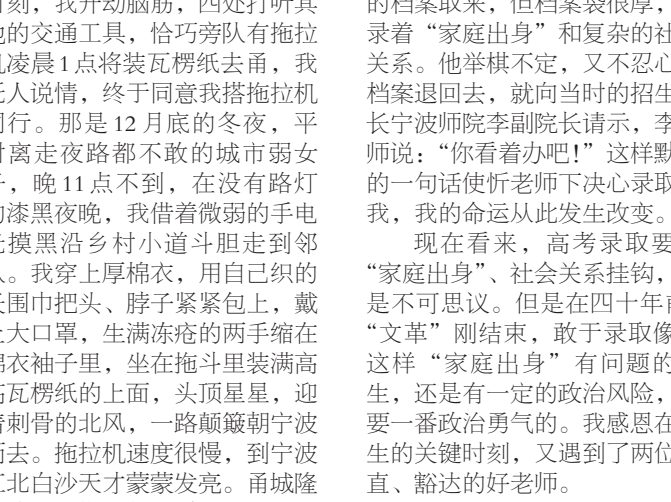 时刻，我开动脑筋，四处打听其
他的交通工具，恰巧旁队有拖拉
机凌晨1点将装瓦楞纸去甬，我
托人说情，终于同意我搭拖拉机
同行。那是12月底的冬夜，平
时离走夜路都不敢的城市弱女
子，晚11点不到，在没有路灯
的漆黑夜晚，我借着微弱的手电
光摸黑沿乡村小道斗胆走到邻
队。我穿上厚棉衣，用自己织的
长围巾把头、脖子紧紧包上，戴
上大口罩，生满冻疮的两手缩在
棉衣袖子里，坐在拖斗里装满高
高瓦楞纸的上面，头顶星星，迎
着刺骨的北风，一路颠簸朝宁波
而去。拖拉机速度很慢，到宁波
江北白沙天才蒙蒙发亮。甬城隆
的档案取来，但档案袋很厚，
录着“家庭出身”和复杂的社
关系。他举棋不定，又不忍心
档案退回去，就向当时的招生
长宁波师院李副院长请示，李
师说：“你看着办吧！”这样默
的一句话使忻老师下决心录取
我，我的命运从此发生改变。
现在看来，高考录取要
“家庭出身”、社会关系挂钩，
是不可思议。但是在四十年前
“文革”刚结束，敢于录取像
这样“家庭出身”有问题的
生，还是有一定的政治风险，
要一番政治勇气的。我感恩在
生的关键时刻，又遇到了两位
直、豁达的好老师。